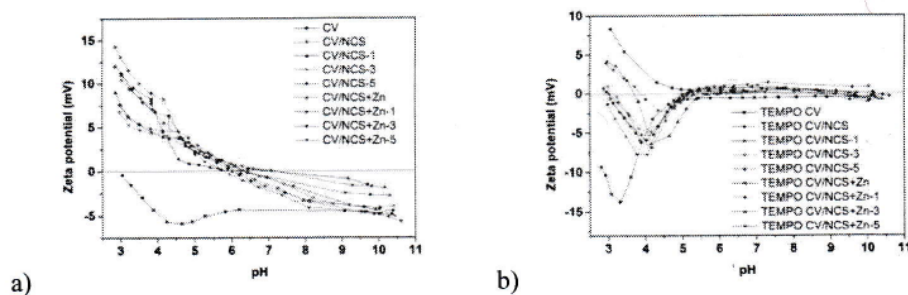 15
10
5
0
-5
Zeta potential (mV)
3 4 5 6 7 8 9 10 11
pH
CV
CV/NCS
CV/NCS-1
CV/NCS-3
CV/NCS-5
CV/NCS+Zn
CV/NCS+Zn-1
CV/NCS+Zn-3
CV/NCS+Zn-5
a)
10
5
0
-5
-10
-15
Zeta potential (mV)
3 4 5 6 7 8 9 10 11
pH
TEMPO CV
TEMPO CV/NCS
TEMPO CV/NCS-1
TEMPO CV/NCS-3
TEMPO CV/NCS-5
TEMPO CV/NCS+Zn
TEMPO CV/NCS+Zn-1
TEMPO CV/NCS+Zn-3
TEMPO CV/NCS+Zn-5
b)